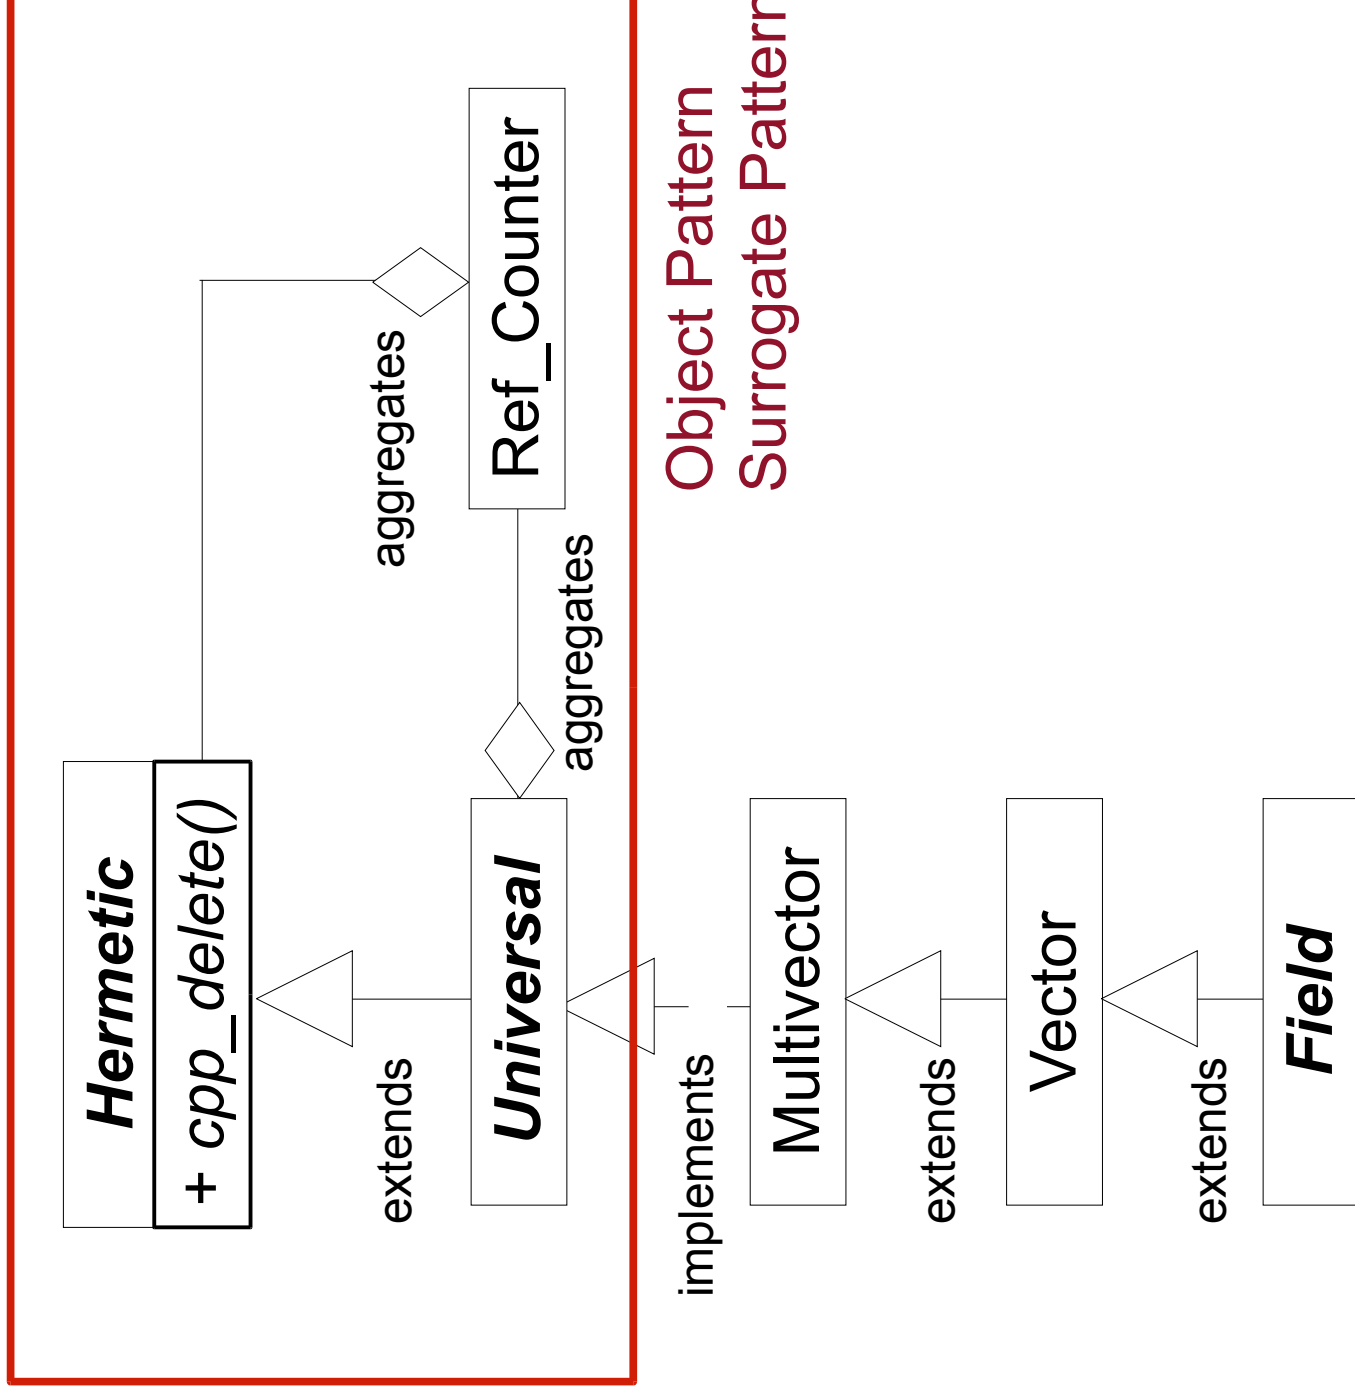 Hermetic
+ cpp_delete()
extends
aggregates
Universal
Ref_Counter
aggregates
implements
Object Pattern
Surrogate Pattern
Multivector
extends
Vector
extends
Field